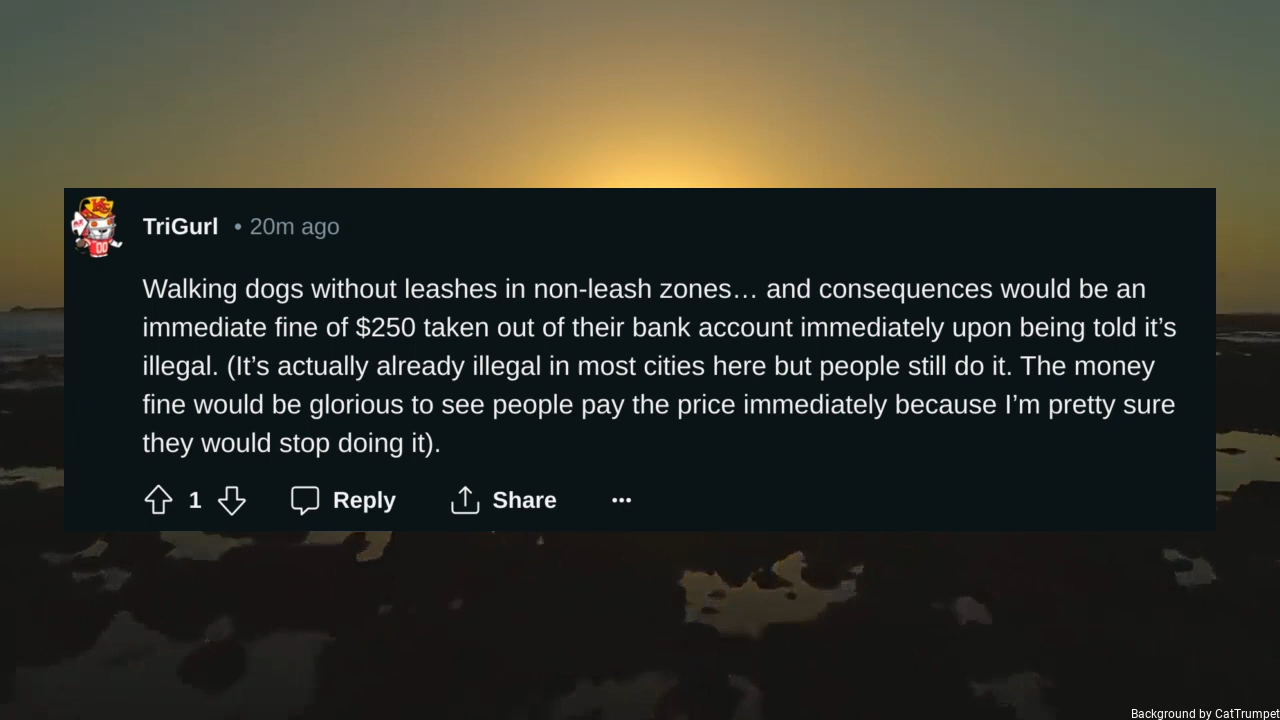 TriGurl • 20m ago
Walking dogs without leashes in non-leash zones… and consequences would be an
immediate fine of $250 taken out of their bank account immediately upon being told it’s
illegal. (It’s actually already illegal in most cities here but people still do it. The money
fine would be glorious to see people pay the price immediately because I’m pretty sure
they would stop doing it).
1 Reply Share ···
Background by CatTrumpet